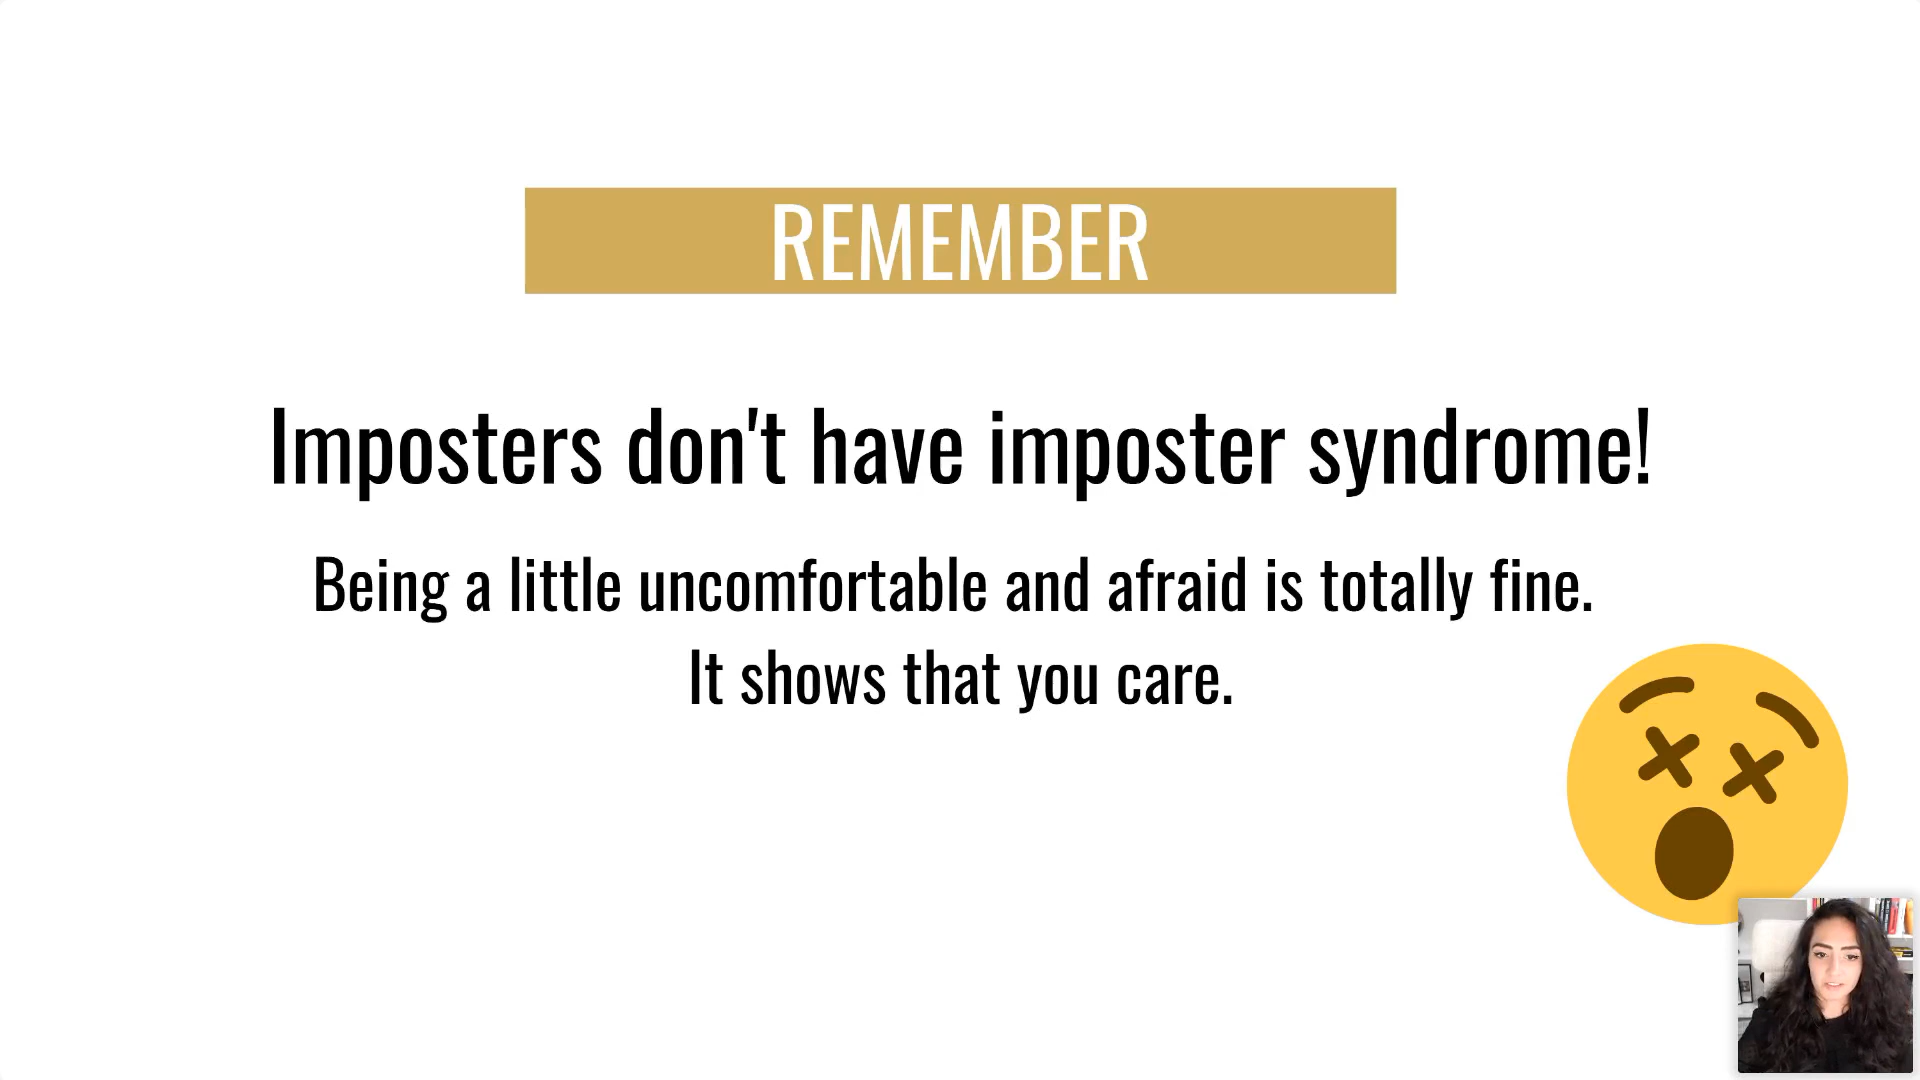 REMEMBER
Imposters don't have imposter syndrome!
Being a little uncomfortable and afraid is totally fine.
It shows that you care.